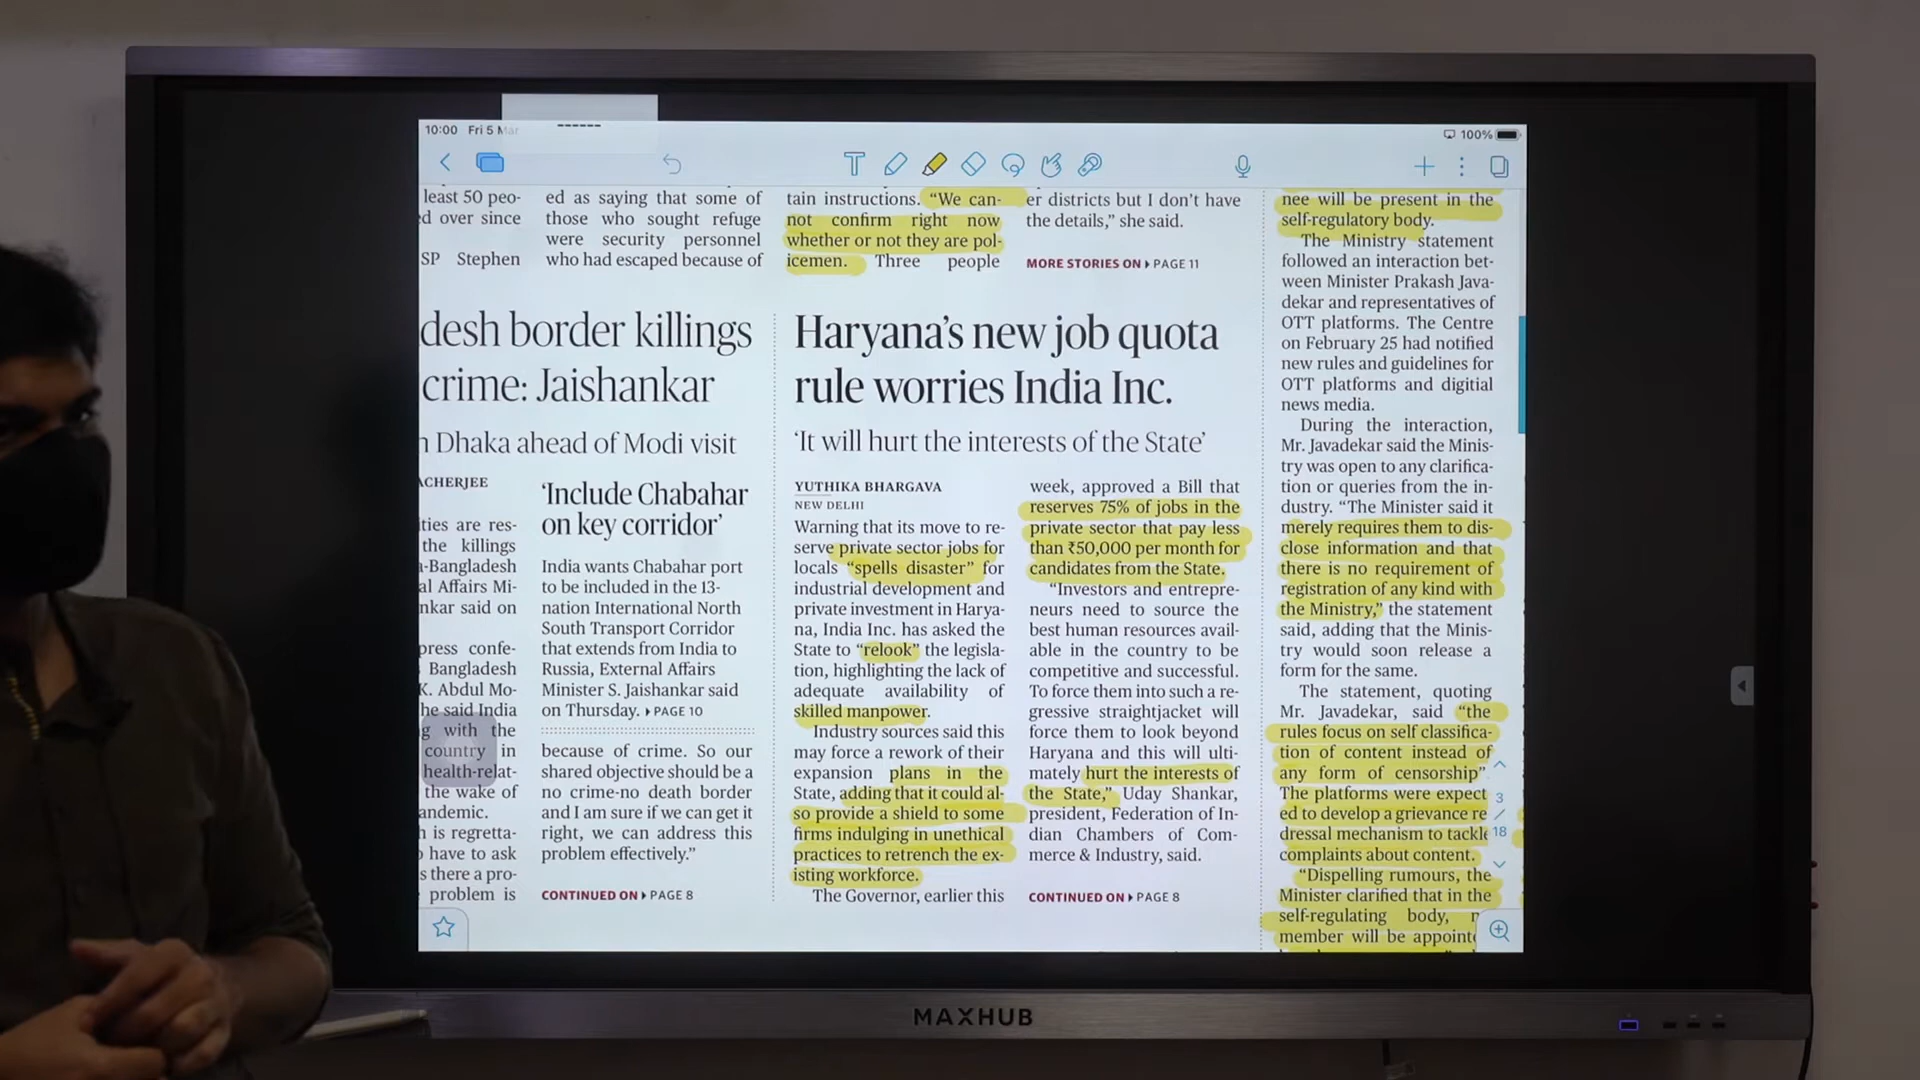 10:00 Fri 5 Mar
100%
least 50 peo-
d over since
SP Stephen
ed as saying that some of
those who sought refuge
were security personnel
who had escaped because of
tain instructions. “We can-
not confirm right now
whether or not they are pol-
icemen. Three people
er districts but I don’t have
the details,” she said.
MORE STORIES ON PAGE 11
desh border killings
crime: Jaishankar
Dhaka ahead of Modi visit
ACHERJEE
ties are res-
the killings
-Bangladesh
al Affairs Mi-
nkar said on
press confe-
Bangladesh
K. Abdul Mo-
he said India
g with the
country in
health-relat-
the wake of
andemic.
h is regretta-
have to ask
s there a pro-
problem is
‘Include Chabahar
on key corridor’
India wants Chabahar port
to be included in the 13-
nation International North
South Transport Corridor
that extends from India to
Russia, External Affairs
Minister S. Jaishankar said
on Thursday. PAGE 10
because of crime. So our
shared objective should be a
no crime-no death border
and I am sure if we can get it
right, we can address this
problem effectively.”
CONTINUED ON PAGE 8
Haryana’s new job quota
rule worries India Inc.
‘It will hurt the interests of the State’
YUTHIKA BHARGAVA
NEW DELHI
Warning that its move to re-
serve private sector jobs for
locals “spells disaster” for
industrial development and
private investment in Harya-
na, India Inc. has asked the
State to “relook” the legisla-
tion, highlighting the lack of
adequate availability of
skilled manpower.
Industry sources said this
may force a rework of their
expansion plans in the
State, adding that it could al-
so provide a shield to some
firms indulging in unethical
practices to retrench the ex-
isting workforce.
The Governor, earlier this
week, approved a Bill that
reserves 75% of jobs in the
private sector that pay less
than ₹50,000 per month for
candidates from the State.
“Investors and entrepre-
neurs need to source the
best human resources avail-
able in the country to be
competitive and successful.
To force them into such a re-
gressive straightjacket will
force them to look beyond
Haryana and this will ulti-
mately hurt the interests of
the State,” Uday Shankar,
president, Federation of In-
dian Chambers of Com-
merce & Industry, said.
CONTINUED ON PAGE 8
nee will be present in the
self-regulatory body.
The Ministry statement
followed an interaction bet-
ween Minister Prakash Java-
dekar and representatives of
OTT platforms. The Centre
on February 25 had notified
new rules and guidelines for
OTT platforms and digitial
news media.
During the interaction,
Mr. Javadekar said the Minis-
try was open to any clarifica-
tion or queries from the in-
dustry. “The Minister said it
merely requires them to dis-
close information and that
there is no requirement of
registration of any kind with
the Ministry,” the statement
said, adding that the Minis-
try would soon release a
form for the same.
The statement, quoting
Mr. Javadekar, said “the
rules focus on self classifica-
tion of content instead of
any form of censorship”
The platforms were expect
ed to develop a grievance re
dressal mechanism to tackle
complaints about content.
“Dispelling rumours, the
Minister clarified that in the
self-regulating body,
member will be appointe
3
18
MAXHUB